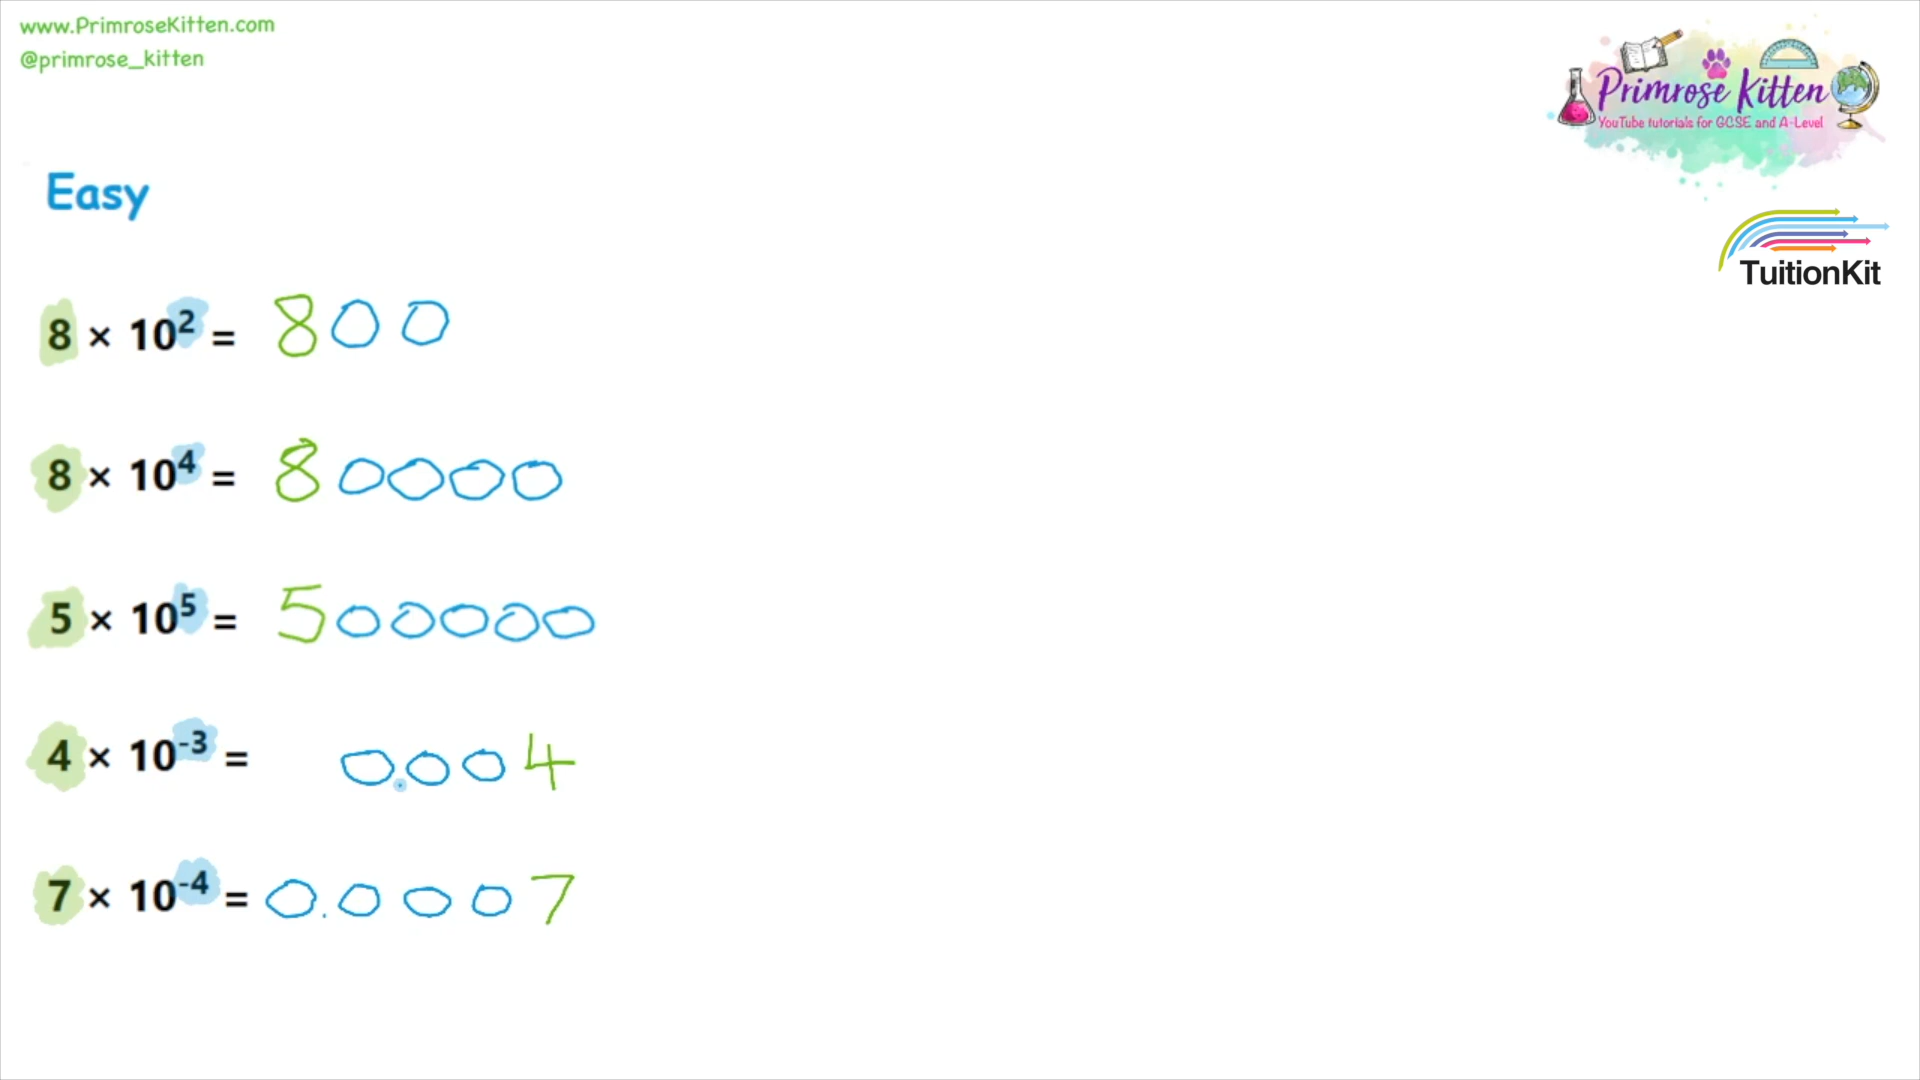 www.PrimroseKitten.com
@primrose_kitten
Primrose Kitten
YouTube tutorials for GCSE and A-Level
TuitionKit
Easy
8 × 10² = 800
8 × 10⁴ = 80000
5 × 10⁵ = 500000
4 × 10⁻³ = 0.004
7 × 10⁻⁴ = 0.0007